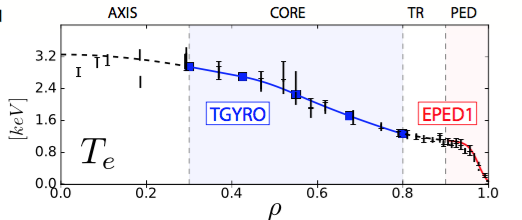 AXIS CORE TR PED
3.2
2.4
[keV]
1.6
TGYRO EPED1
0.8
T_e
0.0
0.0 0.2 0.4 0.6 0.8 1.0
ρ